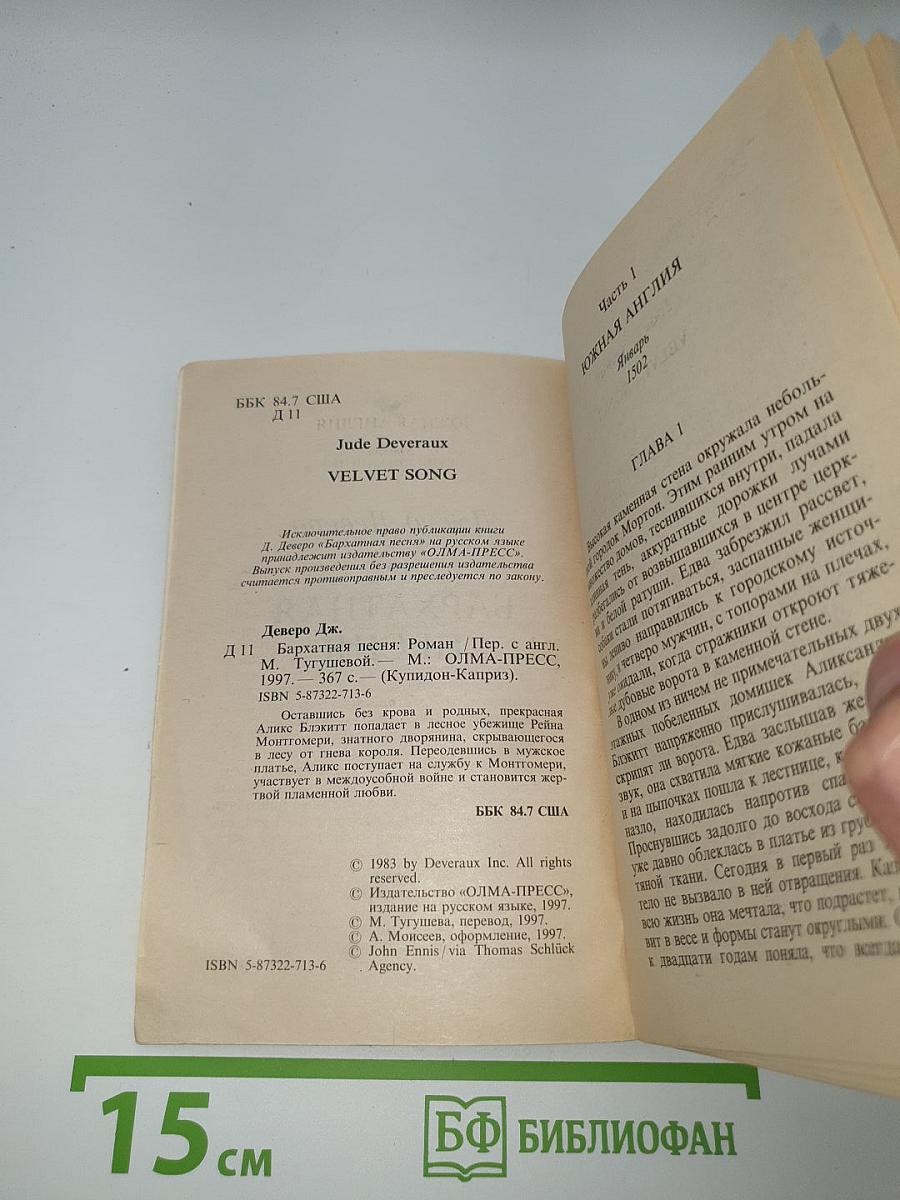 ББК 84.7 США
Д 11
Jude Deveraux
VELVET SONG
Исключительное право публикации книги
Д. Деверо «Бархатная песня» на русском языке
принадлежит издательству «ОЛМА-ПРЕСС».
Выпуск произведения без разрешения издательства
считается противоправным и преследуется по закону.
Деверо Дж.
Д 11 Бархатная песня: Роман /Пер. с англ.
М. Тугушевой.— М.: ОЛМА-ПРЕСС,
1997.— 367 с.— (Купидон-Каприз).
ISBN 5-87322-713-6
Оставшись без крова и родных, прекрасная
Аликс Блэкитт попадает в лесное убежище Рейна
Монтгомери, знатного дворянина, скрывающегося
в лесу от гнева короля. Переодевшись в мужское
платье, Аликс поступает на службу к Монтгомери,
участвует в междоусобной войне и становится жер-
твой пламенной любви.
ББК 84.7 США
© 1983 by Deveraux Inc. All rights
reserved.
© Издательство «ОЛМА-ПРЕСС»,
издание на русском языке, 1997.
© М. Тугушева, перевод, 1997.
© А. Моисеев, оформление, 1997.
© John Ennis/via Thomas Schlück
Agency.
ISBN 5-87322-713-6
Часть 1
ЮЖНАЯ АНГЛИЯ
Январь
1502
ГЛАВА 1
Высокая каменная стена окружала неболь-
городок Мортон. Этим ранним утром на
множество домов, теснившихся внутри, падала
длинная тень, аккуратные дорожки лучами
разбегались от возвышавшихся в центе церк-
и белой ратуши. Едва забрезжил рассвет,
собаки стали потягиваться, заспанные женщи-
лениво направились к городскому источ-
а четверо мужчин, с топорами на плечах,
ожидали, когда стражники откроют тяже-
дубовые ворота в каменной стене.
В одном из ничем не примечательных двух-
этажных побеленных домишек
Блэкитт напряженно прислушивалась,
скрипят ли ворота. Едва заслышав
звук, она схватила мягкие кожаные
и на цыпочках пошла к лестнице,
назло, находилась напротив
Проснувшись задолго до восхода
уже давно облеклась в платье из
тяной ткани. Сегодня в первый раз
тело не вызвало в ней отвращения.
всю жизнь она мечтала, что подрастет,
вит в весе и формы станут округлыми.
к двадцати годам поняла, что
15 см
БФ БИБЛИОФАН